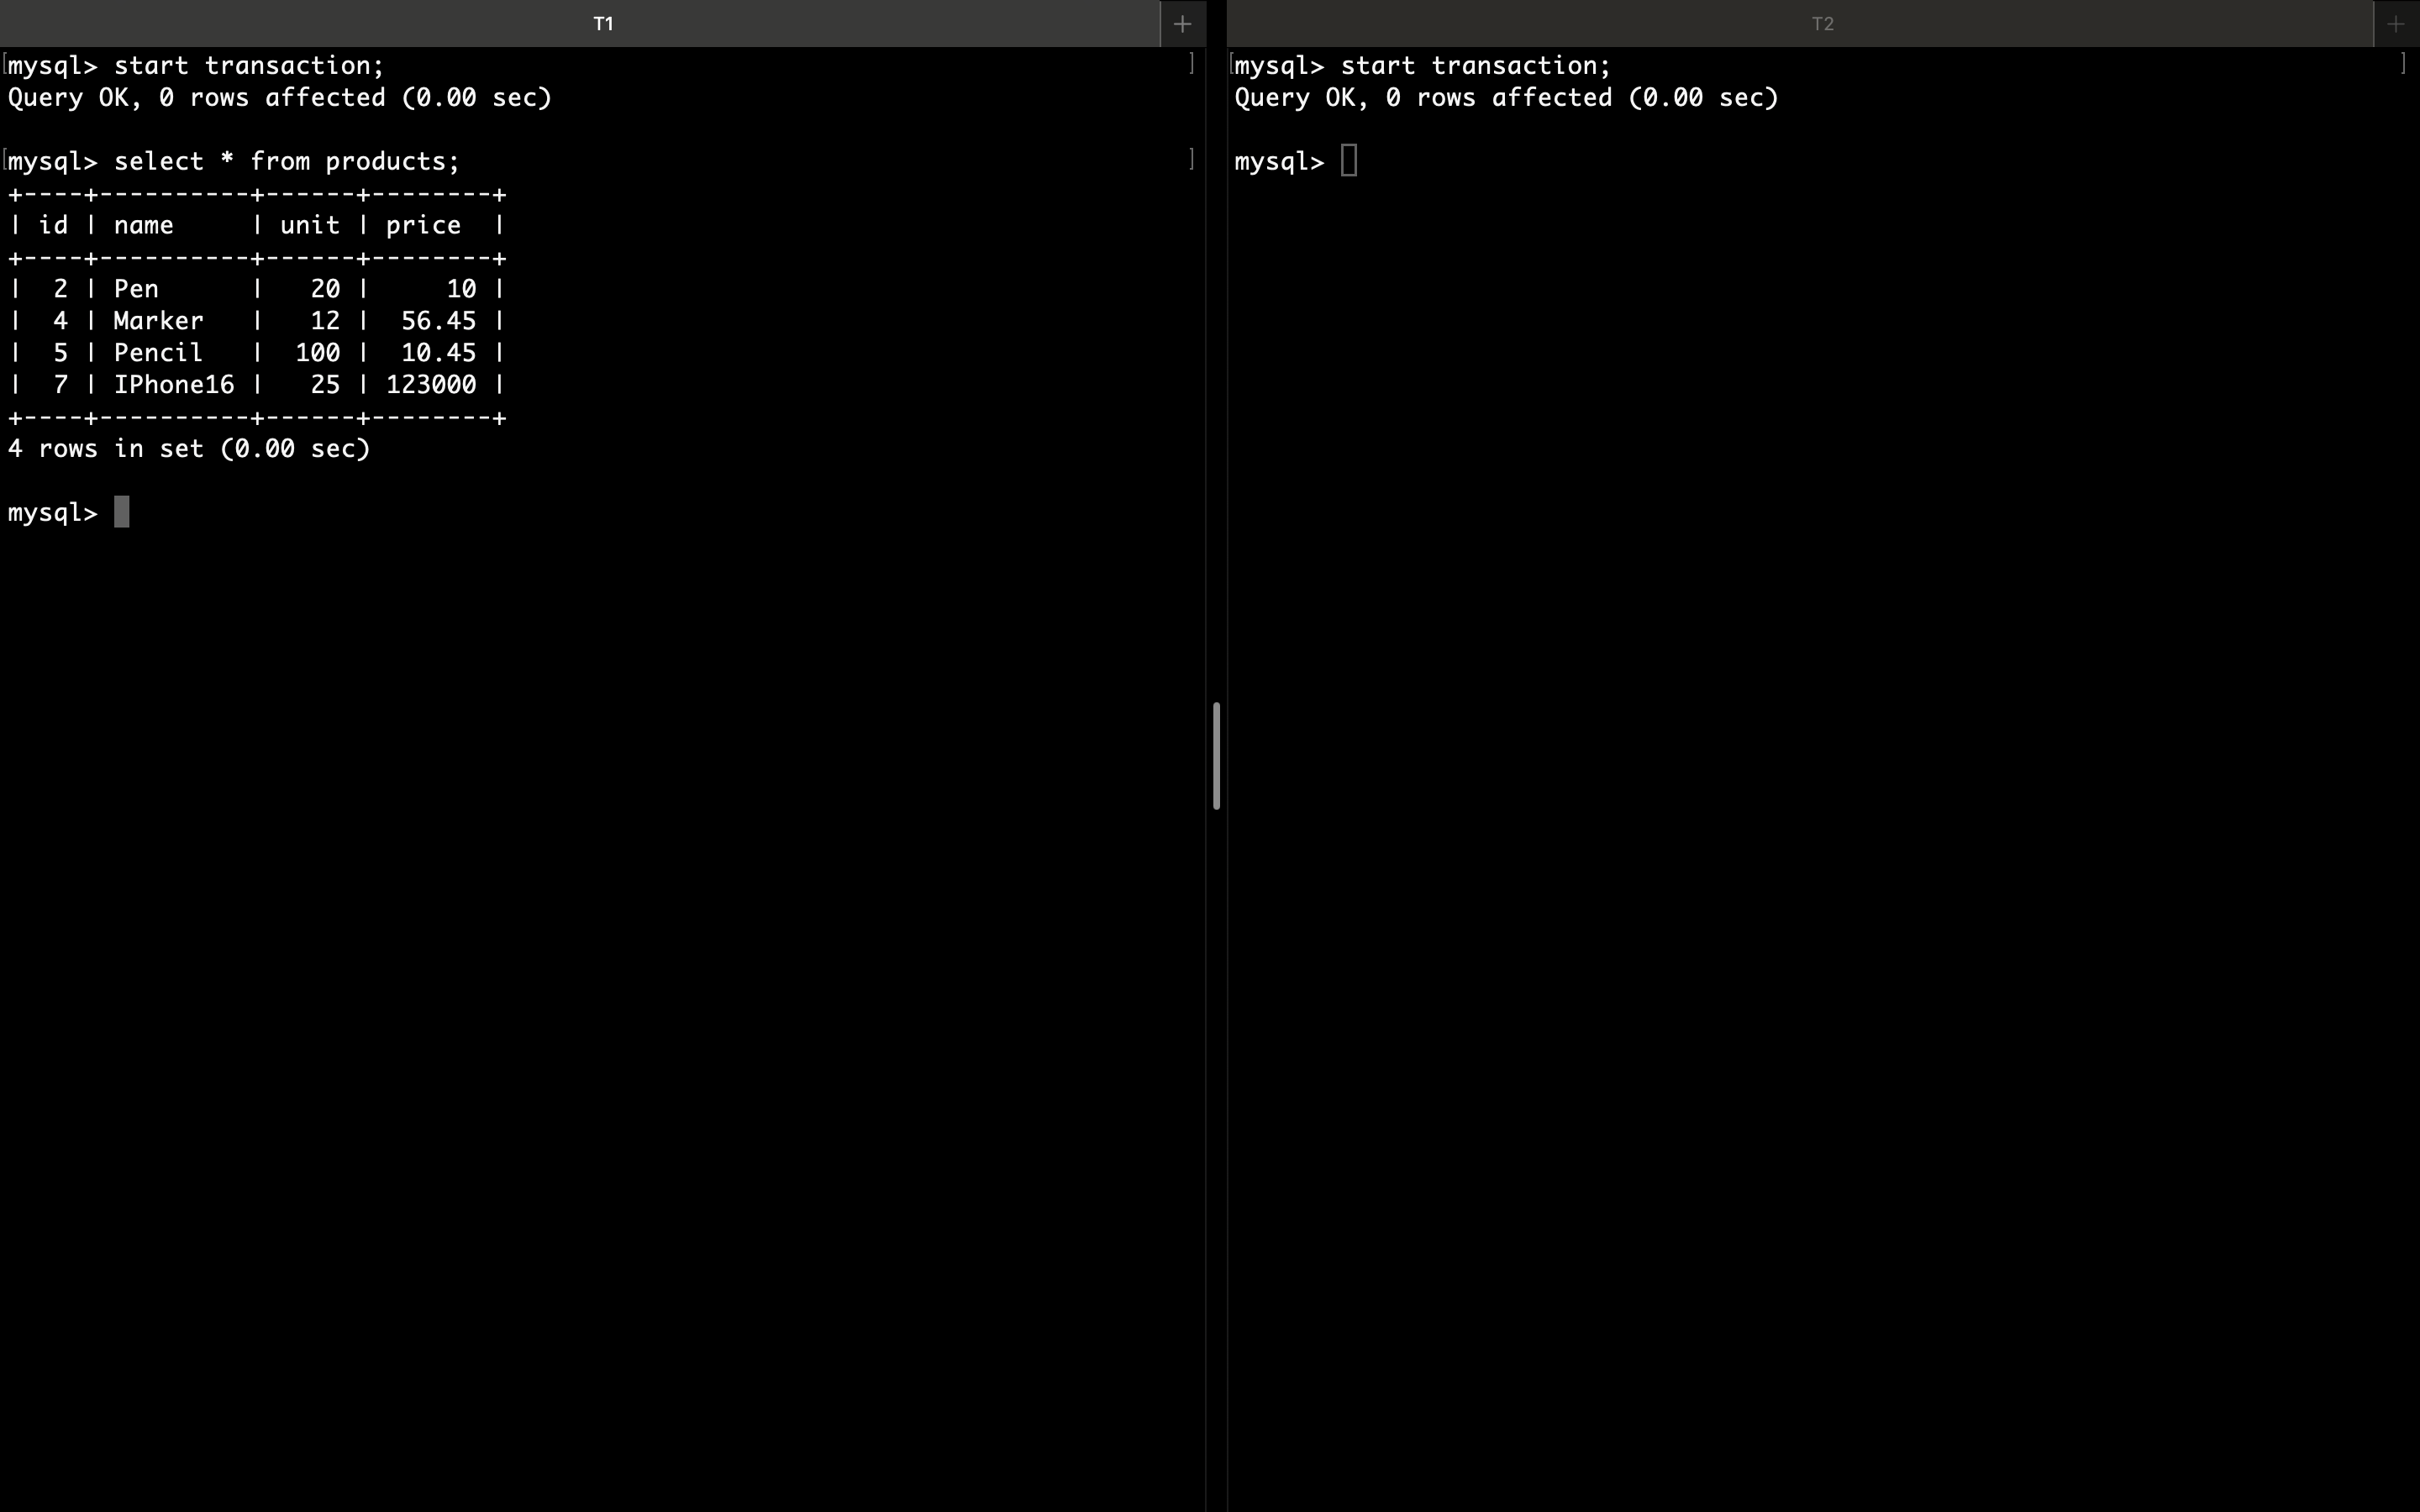 T1
mysql> start transaction;
Query OK, 0 rows affected (0.00 sec)
mysql> select * from products;
+----+----------+------+--------+
| id | name     | unit | price  |
+----+----------+------+--------+
|  2 | Pen      |   20 |     10 |
|  4 | Marker   |   12 |  56.45 |
|  5 | Pencil   |  100 |  10.45 |
|  7 | IPhone16 |   25 | 123000 |
+----+----------+------+--------+
4 rows in set (0.00 sec)
mysql>
T2
mysql> start transaction;
Query OK, 0 rows affected (0.00 sec)
mysql>